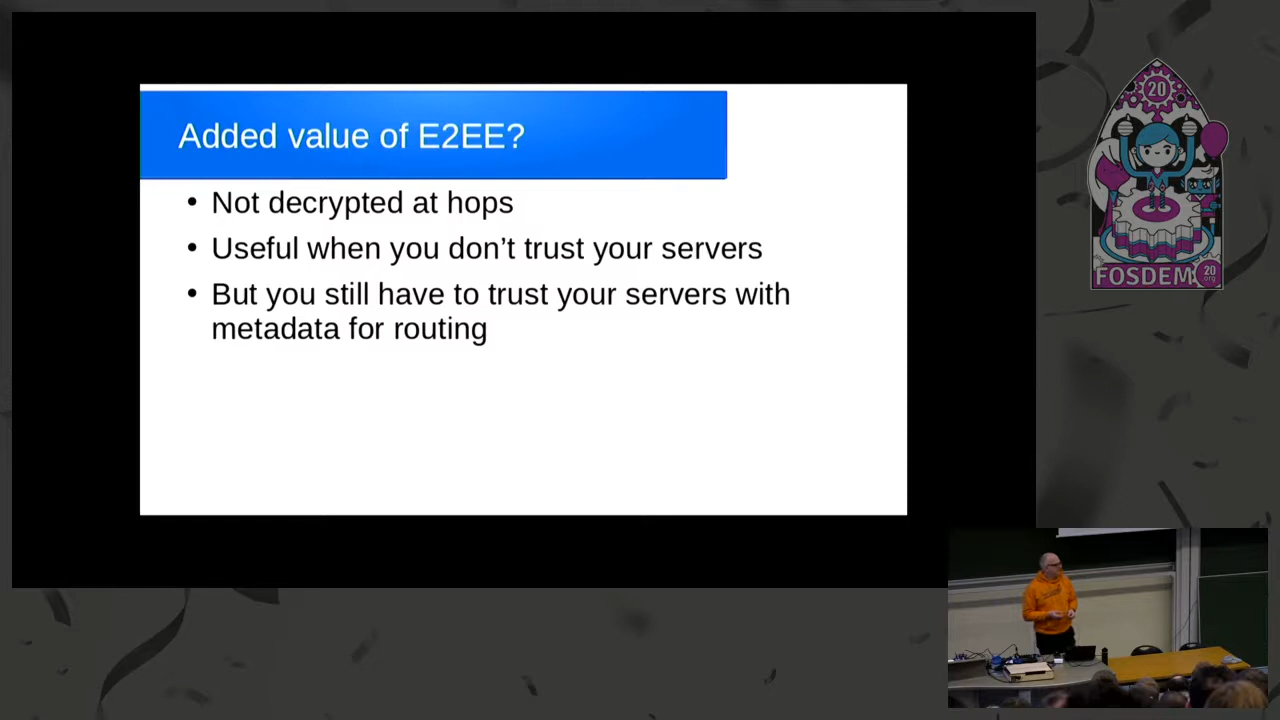 Added value of E2EE?
• Not decrypted at hops
• Useful when you don’t trust your servers
• But you still have to trust your servers with
metadata for routing
20
FOSDEM
20
org